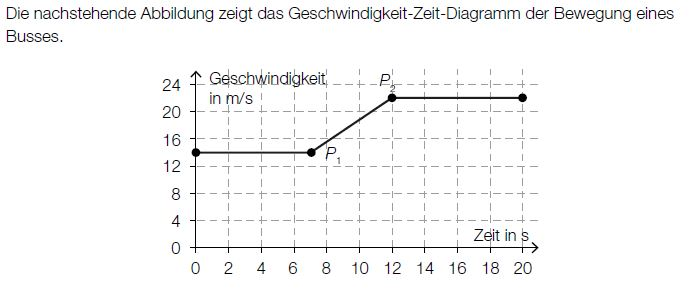 Die nachstehende Abbildung zeigt das Geschwindigkeit-Zeit-Diagramm der Bewegung eines
Busses.
Geschwindigkeit
in m/s
24
20
16
12
8
4
0
P₂
P₁
Zeit in s
0 2 4 6 8 10 12 14 16 18 20